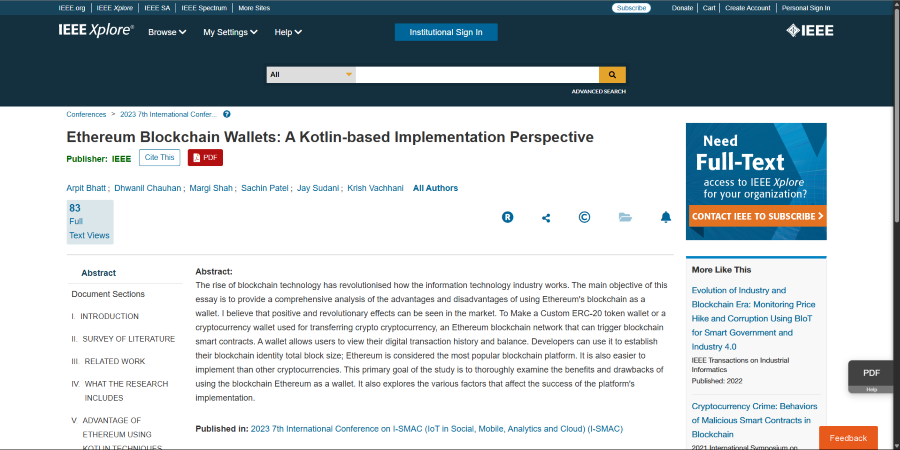 IEEE.org IEEE Xplore IEEE SA IEEE Spectrum More Sites Subscribe Donate Cart Create Account Personal Sign In
IEEE Xplore® Browse My Settings Help Institutional Sign In IEEE
All
ADVANCED SEARCH
Conferences > 2023 7th International Confer...
Ethereum Blockchain Wallets: A Kotlin-based Implementation Perspective
Publisher: IEEE Cite This PDF
Arpit Bhatt ; Dhwanil Chauhan ; Margi Shah ; Sachin Patel ; Jay Sudani ; Krish Vachhani All Authors
83
Full
Text Views
Abstract
Document Sections
I. INTRODUCTION
II. SURVEY OF LITERATURE
III. RELATED WORK
IV. WHAT THE RESEARCH
INCLUDES
V. ADVANTAGE OF
ETHEREUM USING
KOTLIN TECHNIQUES
Abstract:
The rise of blockchain technology has revolutionised how the information technology industry works. The main objective of this
essay is to provide a comprehensive analysis of the advantages and disadvantages of using Ethereum's blockchain as a
wallet. I believe that positive and revolutionary effects can be seen in the market. To Make a Custom ERC-20 token wallet or a
cryptocurrency wallet used for transferring crypto cryptocurrency, an Ethereum blockchain network that can trigger blockchain
smart contracts. A wallet allows users to view their digital transaction history and balance. Developers can use it to establish
their blockchain identity total block size; Ethereum is considered the most popular blockchain platform. It is also easier to
implement than other cryptocurrencies. This primary goal of the study is to thoroughly examine the benefits and drawbacks of
using the blockchain Ethereum as a wallet. It also explores the various factors that affect the success of the platform's
implementation.
Published in: 2023 7th International Conference on I-SMAC (IoT in Social, Mobile, Analytics and Cloud) (I-SMAC)
Need
Full-Text
access to IEEE Xplore
for your organization?
CONTACT IEEE TO SUBSCRIBE >
More Like This
Evolution of Industry and
Blockchain Era: Monitoring Price
Hike and Corruption Using BIoT
for Smart Government and
Industry 4.0
IEEE Transactions on Industrial
Informatics
Published: 2022
Cryptocurrency Crime: Behaviors
of Malicious Smart Contracts in
Blockchain
2021 International Symposium on
PDF
Help
Feedback